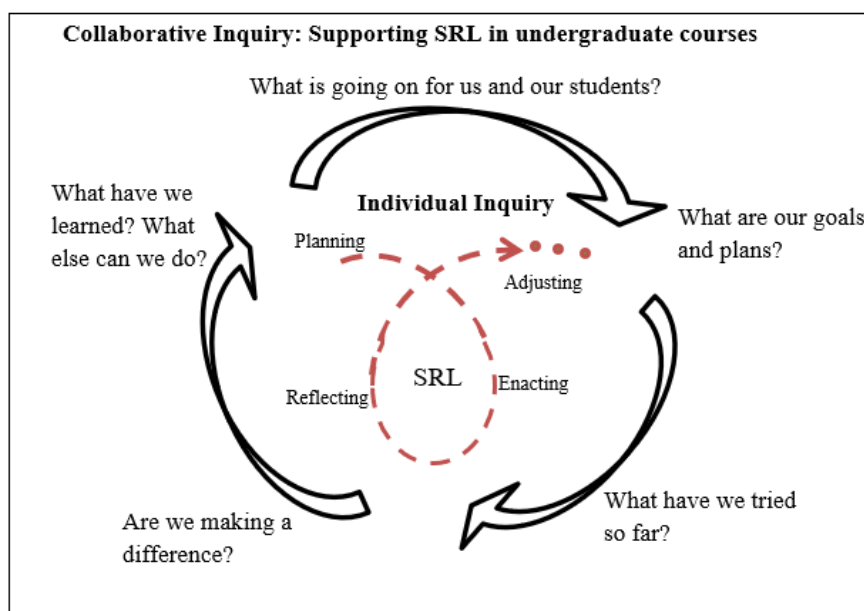 Collaborative Inquiry: Supporting SRL in undergraduate courses
What is going on for us and our students?
What have we
learned? What
else can we do?
Individual Inquiry
What are our goals
and plans?
Planning
Adjusting
SRL
Reflecting
Enacting
What have we tried
so far?
Are we making a
difference?